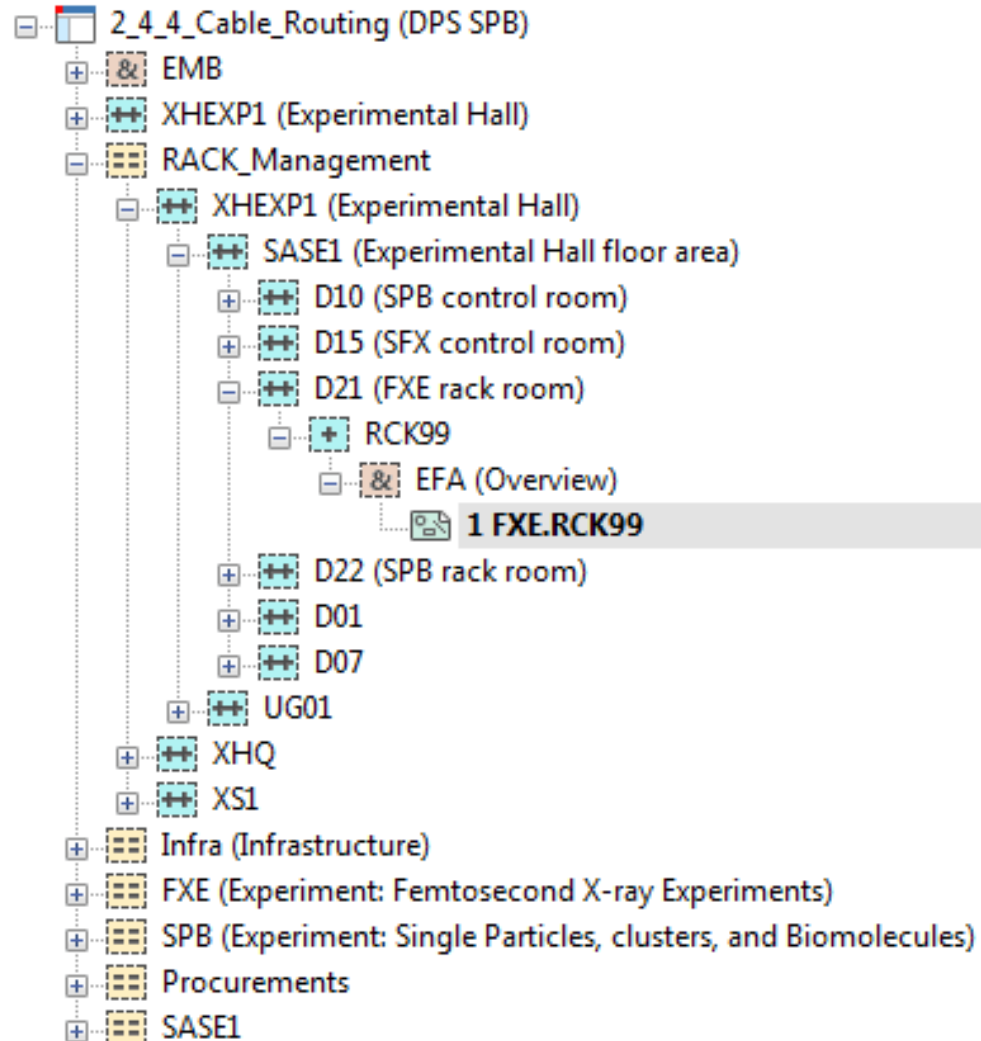 2_4_4_Cable_Routing (DPS SPB)
& EMB
XHEXP1 (Experimental Hall)
RACK_Management
XHEXP1 (Experimental Hall)
SASE1 (Experimental Hall floor area)
D10 (SPB control room)
D15 (SFX control room)
D21 (FXE rack room)
RCK99
& EFA (Overview)
1 FXE.RCK99
D22 (SPB rack room)
D01
D07
UG01
XHQ
XS1
Infra (Infrastructure)
FXE (Experiment: Femtosecond X-ray Experiments)
SPB (Experiment: Single Particles, clusters, and Biomolecules)
Procurements
SASE1